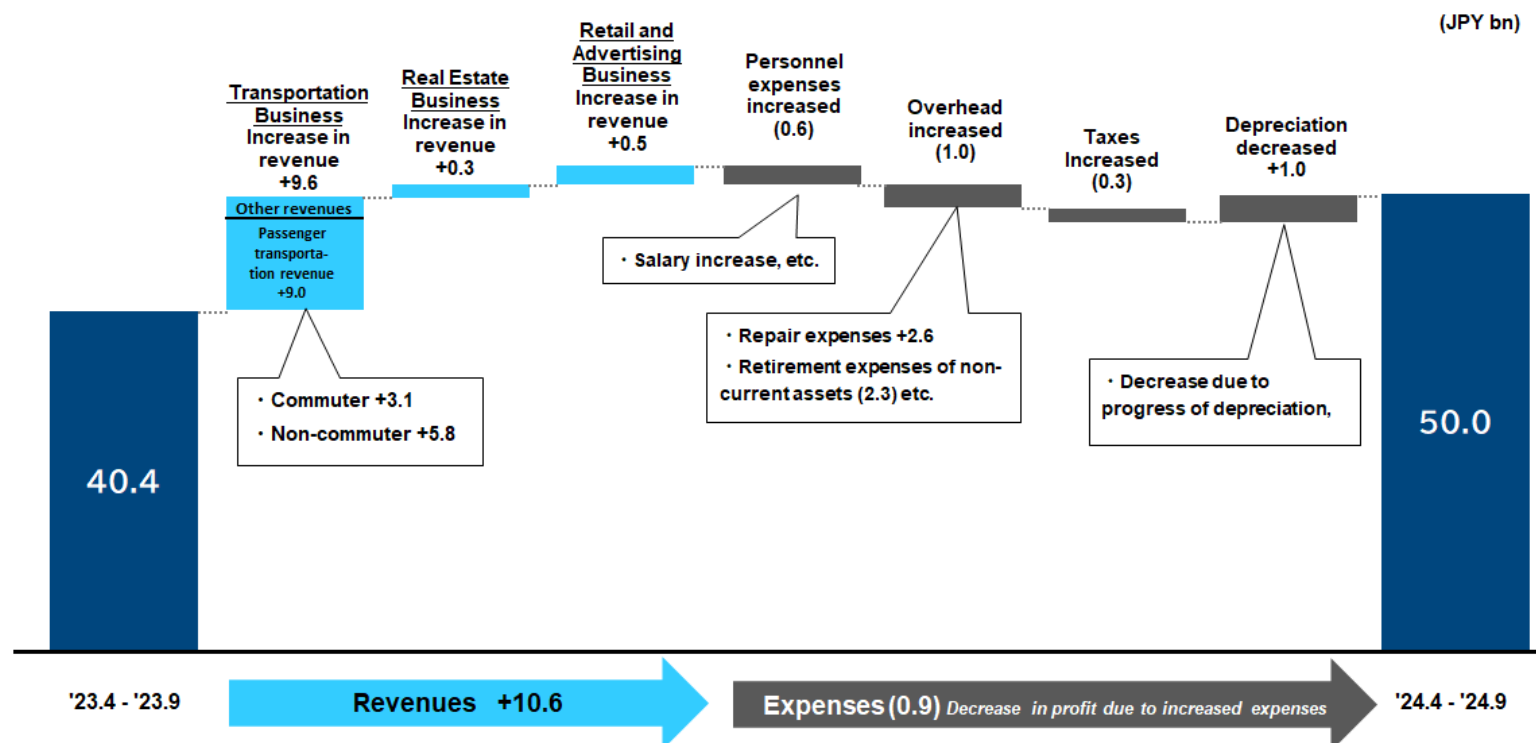 (JPY bn)
Transportation
Business
Increase in
revenue
+9.6
Real Estate
Business
Increase in
revenue
+0.3
Retail and
Advertising
Business
Increase in
revenue
+0.5
Personnel
expenses
increased
(0.6)
Overhead
increased
(1.0)
Taxes
Increased
(0.3)
Depreciation
decreased
+1.0
Other revenues
Passenger
transporta-
tion revenue
+9.0
・Salary increase, etc.
・Repair expenses +2.6
・Retirement expenses of non-
current assets (2.3) etc.
・Decrease due to
progress of depreciation,
・Commuter +3.1
・Non-commuter +5.8
40.4
50.0
'23.4 - '23.9
Revenues +10.6
Expenses (0.9) Decrease in profit due to increased expenses
'24.4 - '24.9